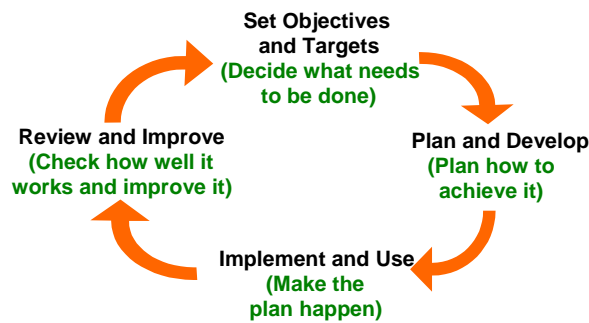 Set Objectives
and Targets
(Decide what needs
to be done)
Plan and Develop
(Plan how to
achieve it)
Implement and Use
(Make the
plan happen)
Review and Improve
(Check how well it
works and improve it)